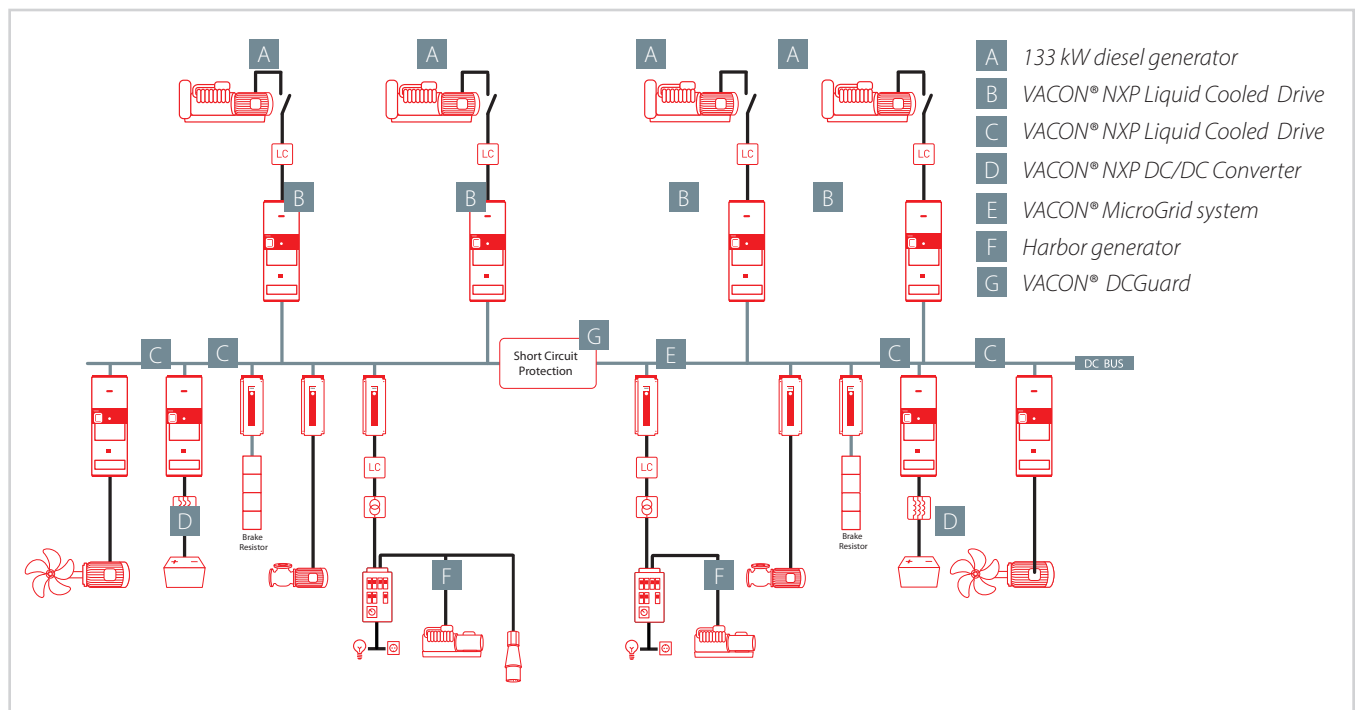 A
A
A
A
A 133 kW diesel generator
B VACON® NXP Liquid Cooled Drive
C VACON® NXP Liquid Cooled Drive
D VACON® NXP DC/DC Converter
E VACON® MicroGrid system
F Harbor generator
G VACON® DCGuard
LC
LC
LC
LC
B
B
B
B
G
Short Circuit
Protection
C
C
E
C
C
DC BUS
LC
LC
D
D
Brake
Resistor
Brake
Resistor
F
F